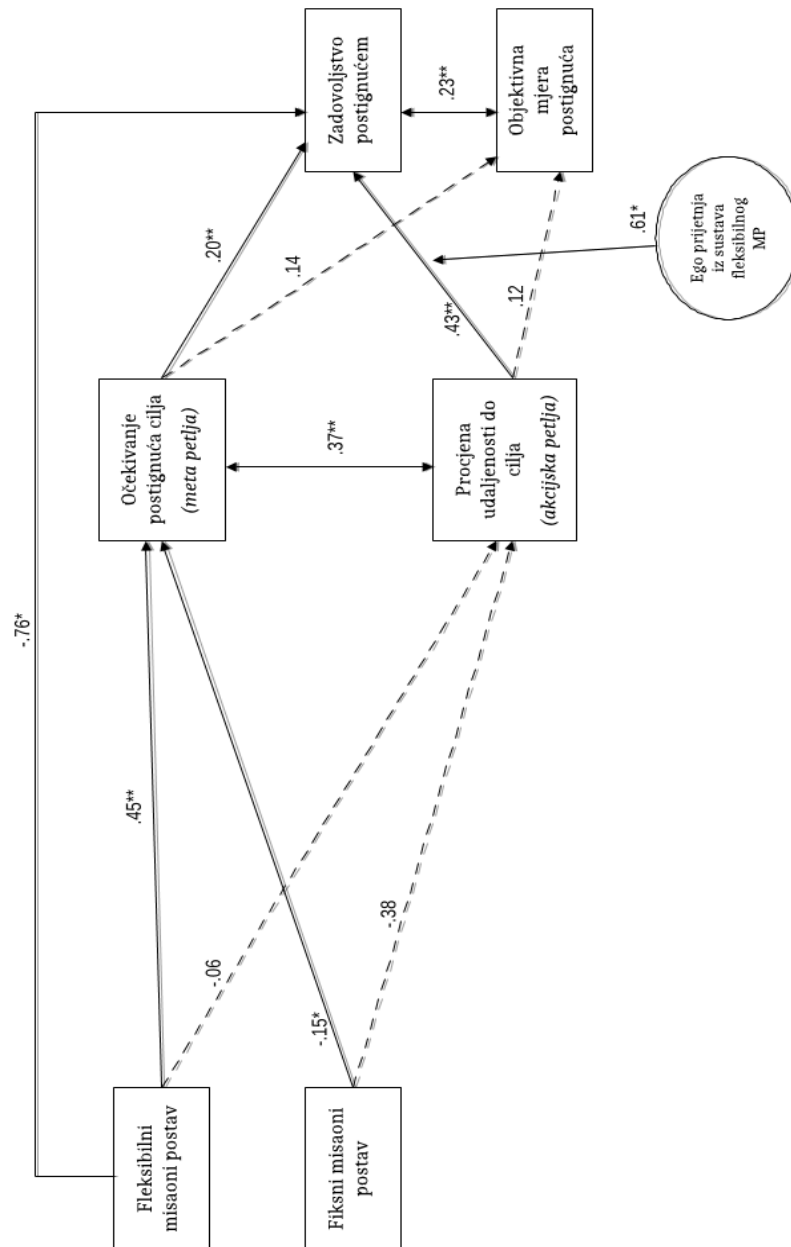 -.76*
Fleksibilni
misaoni postav
Fiksni misaoni
postav
.45**
-.06
-.15*
-.38
Očekivanje
postignuća cilja
(meta petlja)
.37**
Procjena
udaljenosti do
cilja
(akcijska petlja)
.20**
.14
.43**
.12
Zadovoljstvo
postignućem
.23**
Objektivna
mjera
postignuća
.61*
Ego prijetnja
iz sustava
fleksibilnog
MP